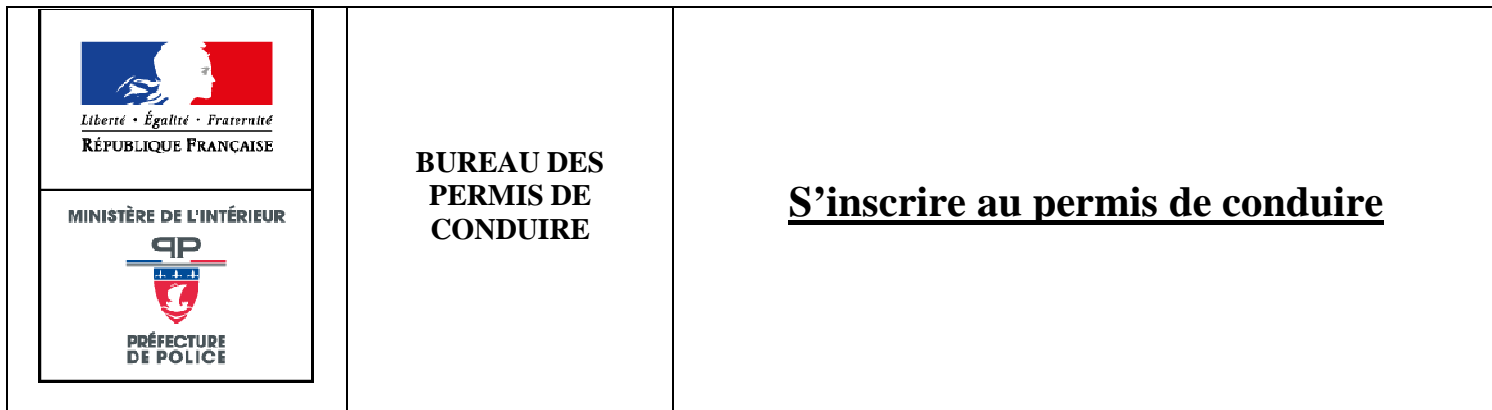 Liberté • Égalité • Fraternité
RÉPUBLIQUE FRANÇAISE
MINISTÈRE DE L'INTÉRIEUR
PP
PRÉFECTURE
DE POLICE
BUREAU DES
PERMIS DE
CONDUIRE
S’inscrire au permis de conduire